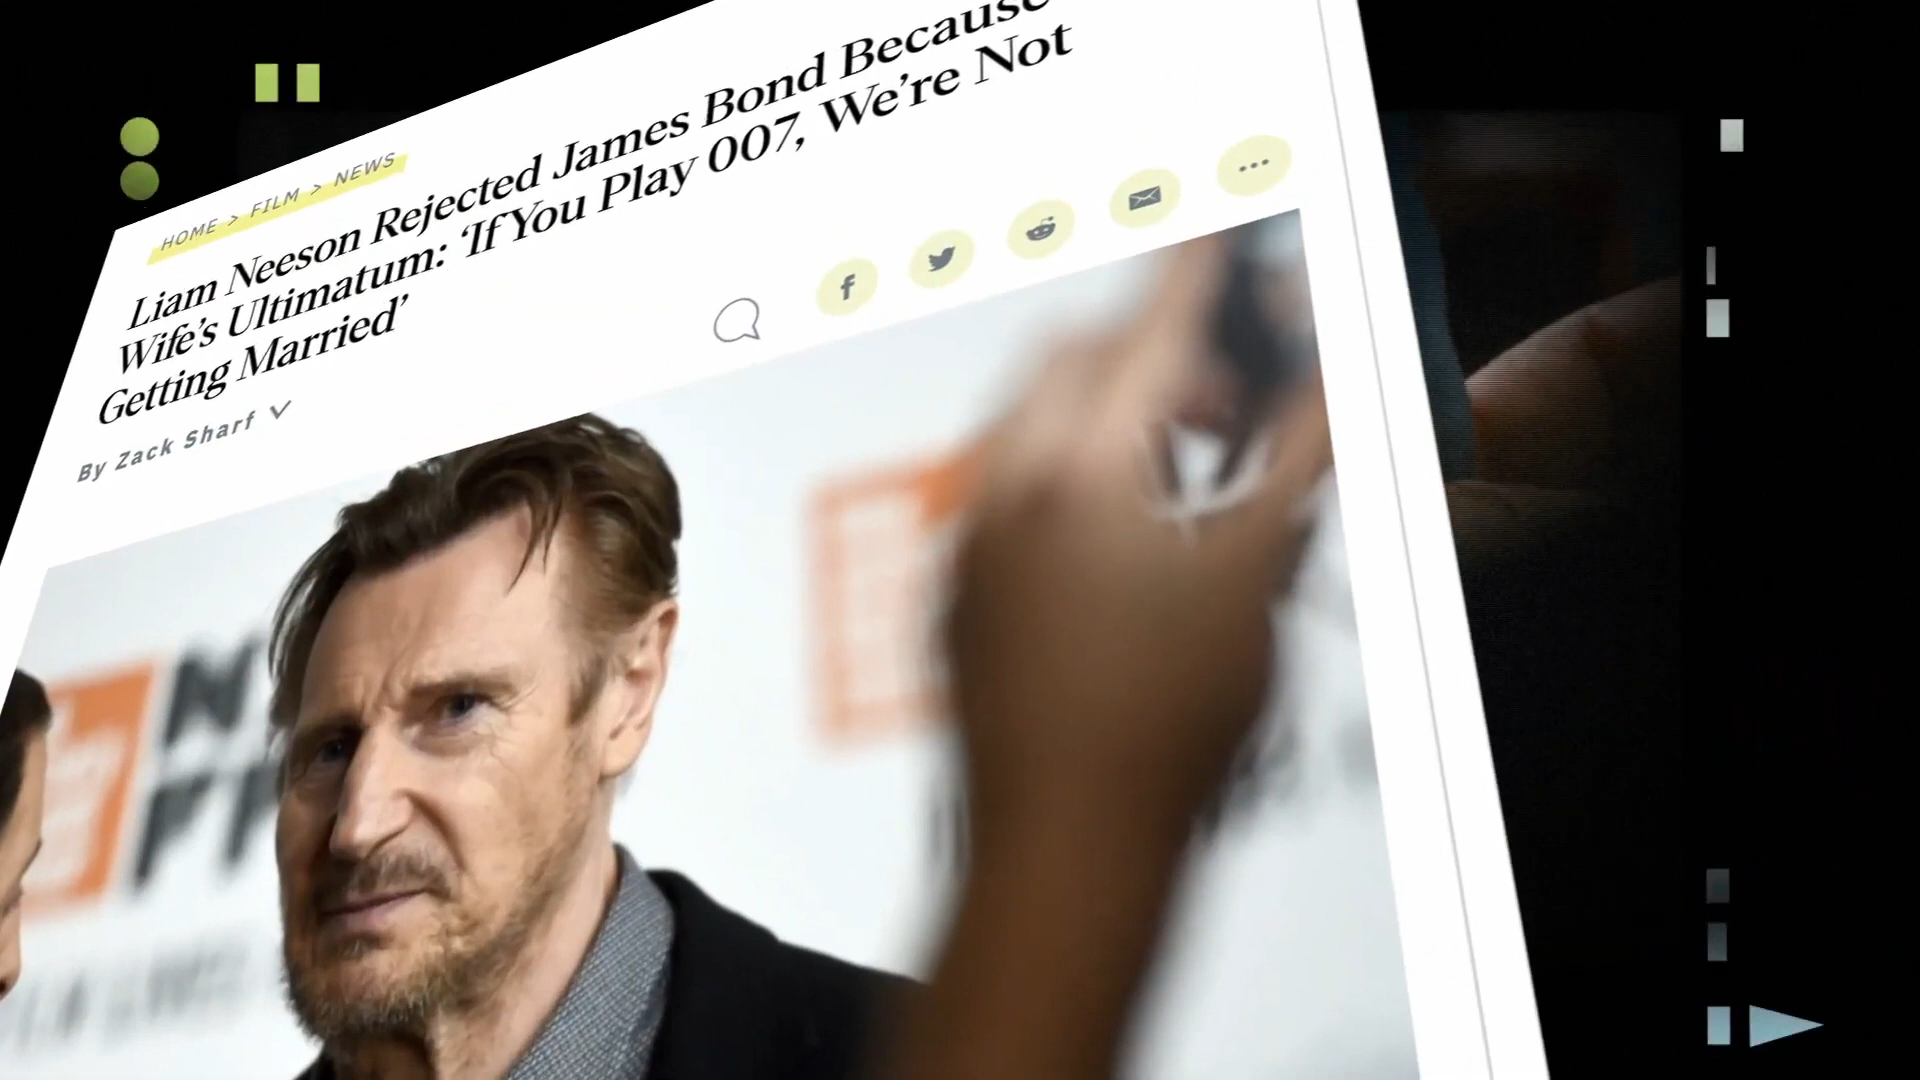 HOME > FILM > NEWS
Liam Neeson Rejected James Bond Because
Wife's Ultimatum: 'If You Play 007, We're Not
Getting Married'
By Zack Sharf